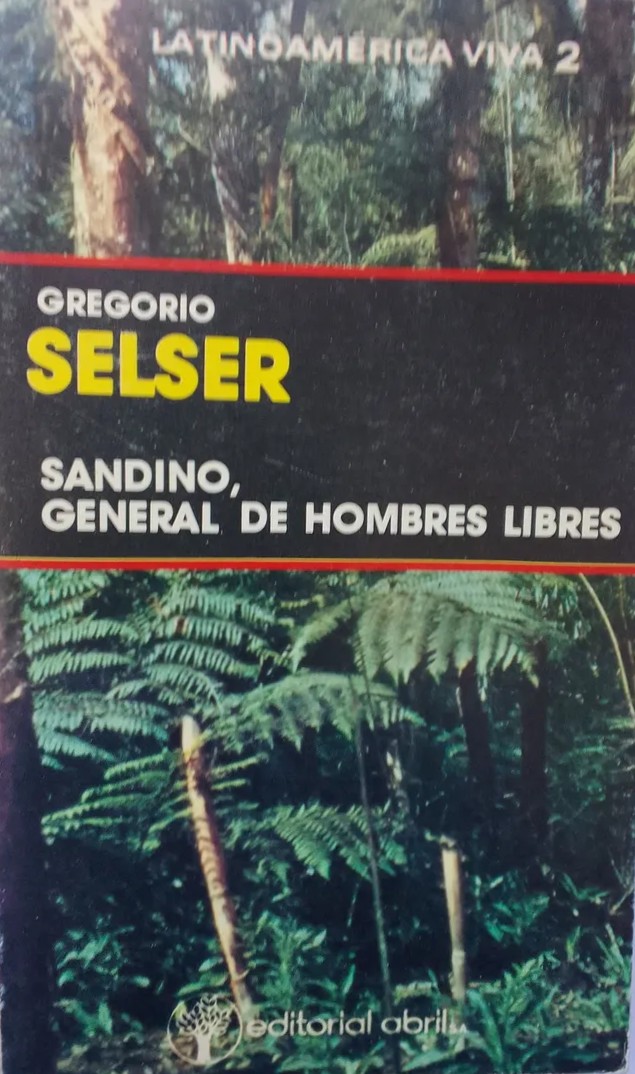 LATINOAMÉRICA VIVA 2
GREGORIO
SELSER
SANDINO,
GENERAL DE HOMBRES LIBRES
editorial abril S.A.